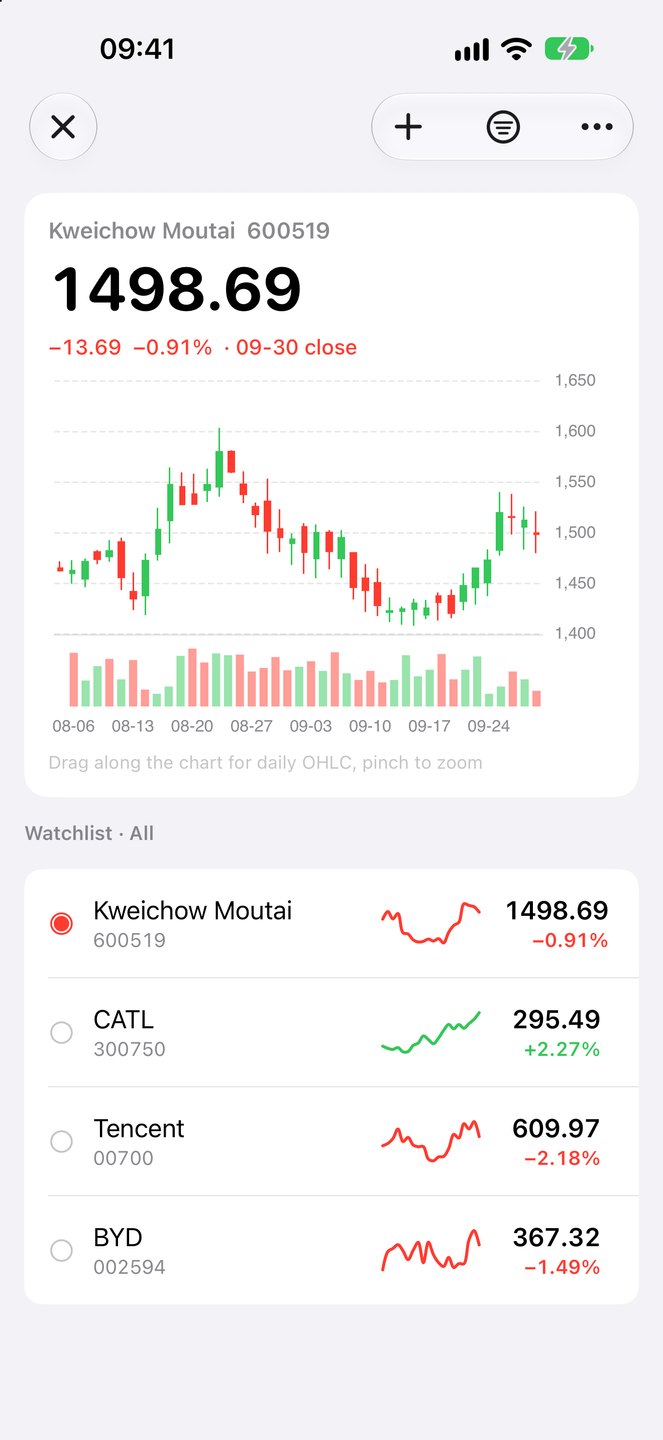 09:41
Kweichow Moutai 600519
1498.69
−13.69 −0.91% · 09-30 close
1,650
1,600
1,550
1,500
1,450
1,400
08-06 08-13 08-20 08-27 09-03 09-10 09-17 09-24
Drag along the chart for daily OHLC, pinch to zoom
Watchlist · All
Kweichow Moutai 1498.69
600519 −0.91%
CATL 295.49
300750 +2.27%
Tencent 609.97
00700 −2.18%
BYD 367.32
002594 −1.49%